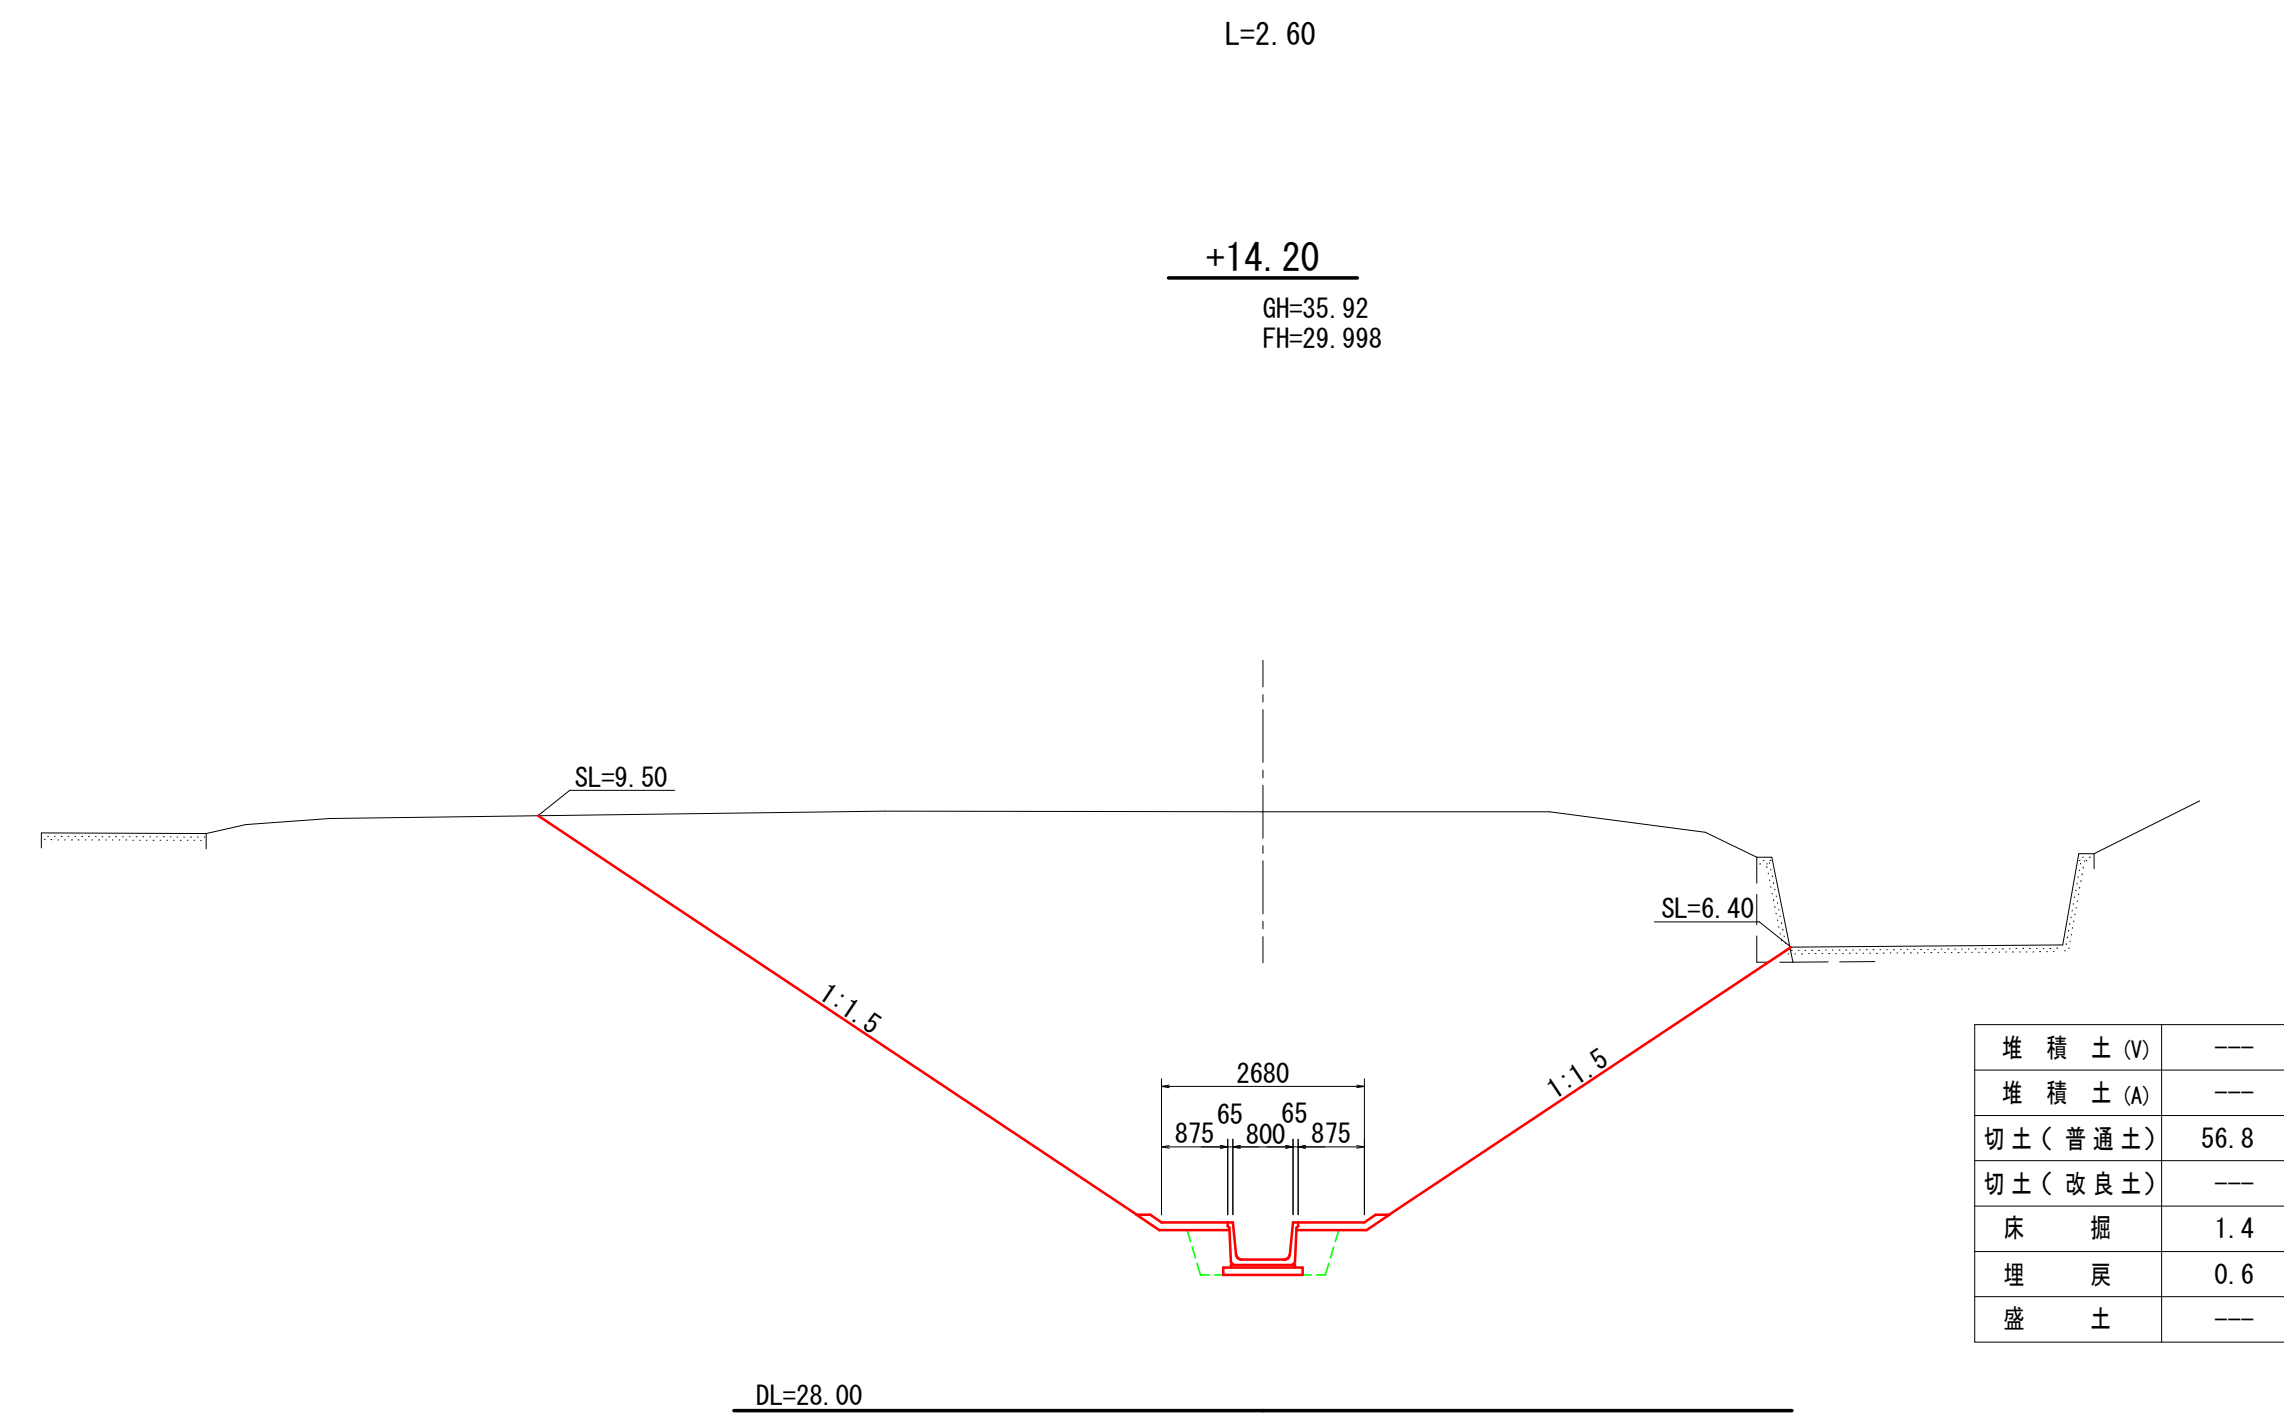 L=2.60
+14.20
GH=35.92
FH=29.998
SL=9.50
SL=6.40
1:1.5
1:1.5
2680
65 65
875 800 875
堆積土(V) ---
堆積土(A) ---
切土(普通土) 56.8
切土(改良土) ---
床掘 1.4
埋戻 0.6
盛土 ---
DL=28.00